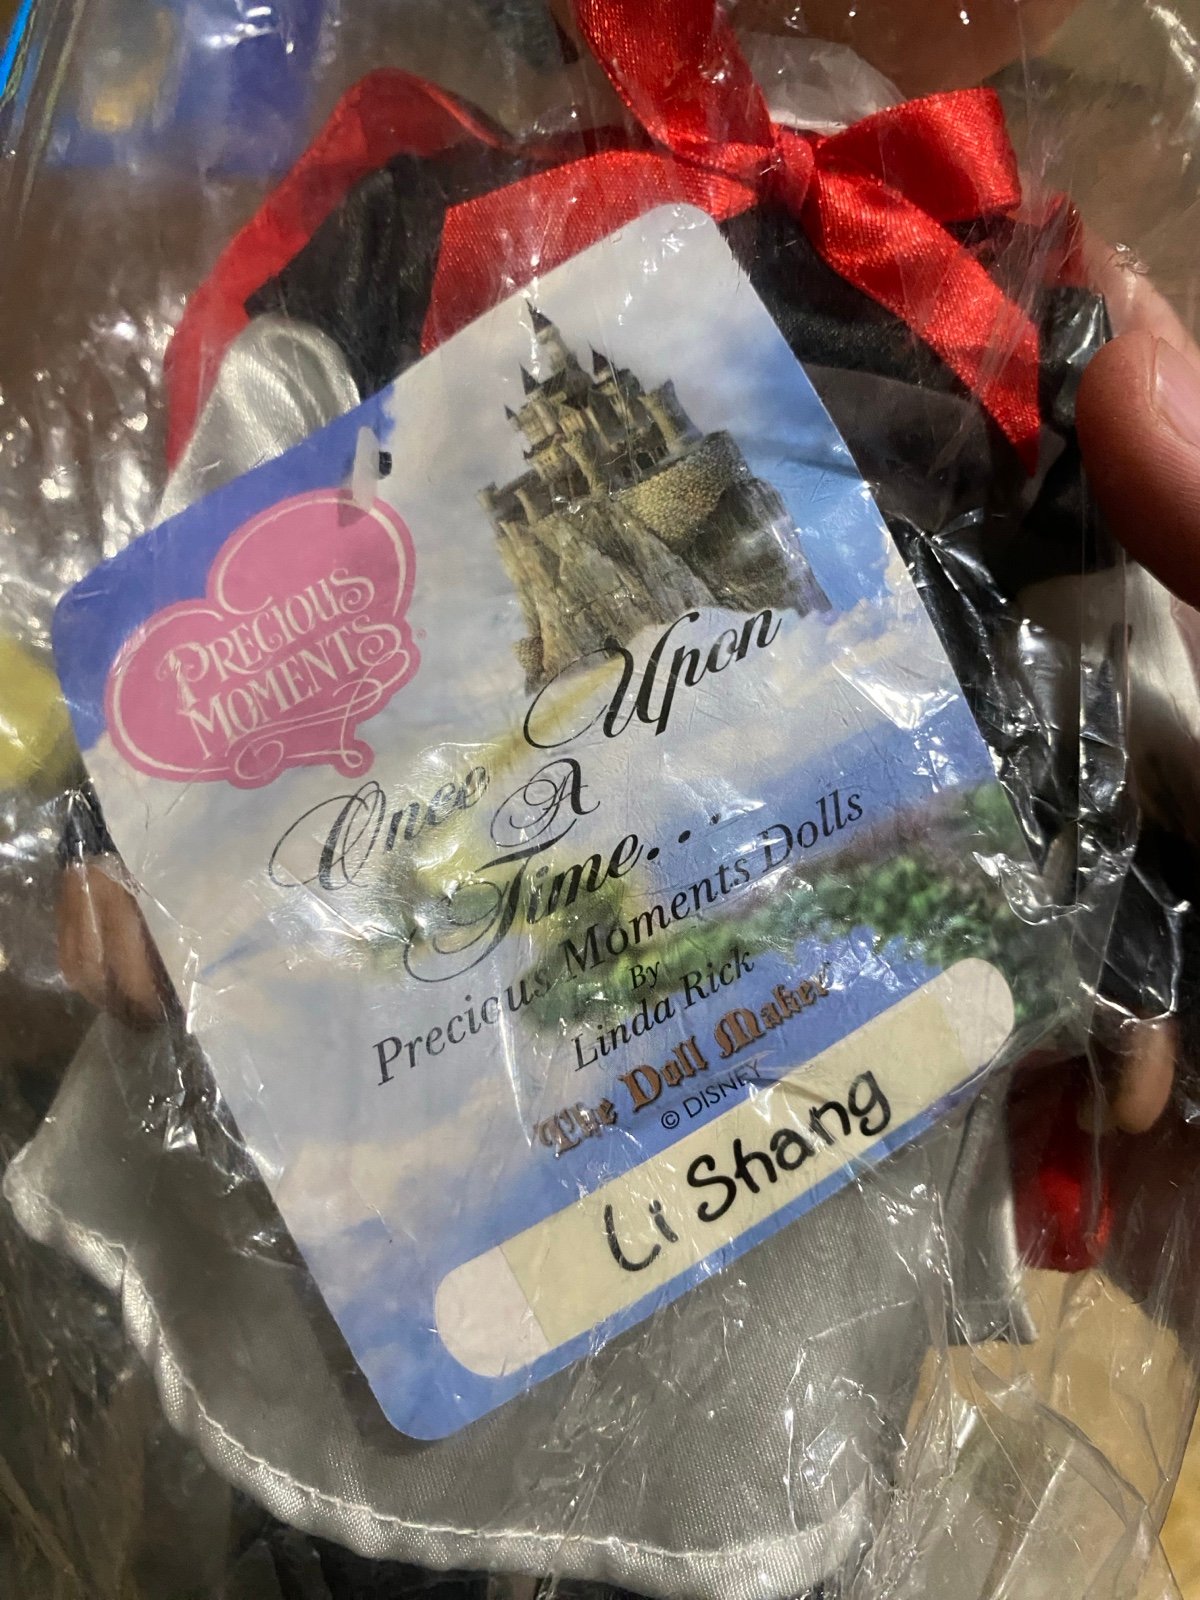 PRECIOUS
MOMENTS®
Once
Upon
A
Time...
Precious Moments Dolls
By
Linda Rick
The Doll Maker
© DISNEY
Li Shang